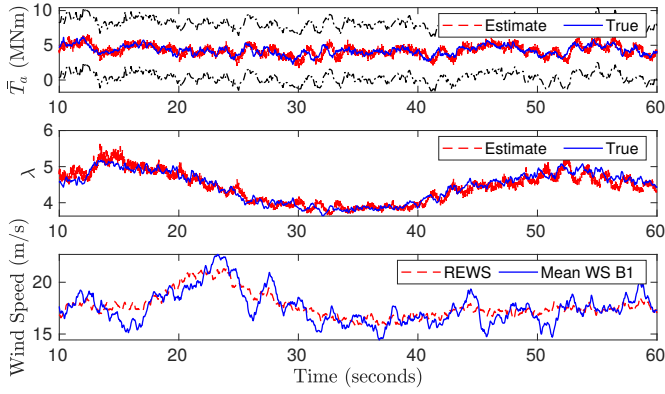 10
5
0
T̄a (MNm)
Estimate
True
10 20 30 40 50 60
6
5
4
λ
Estimate
True
10 20 30 40 50 60
20
15
Wind Speed (m/s)
REWS
Mean WS B1
10 20 30 40 50 60
Time (seconds)